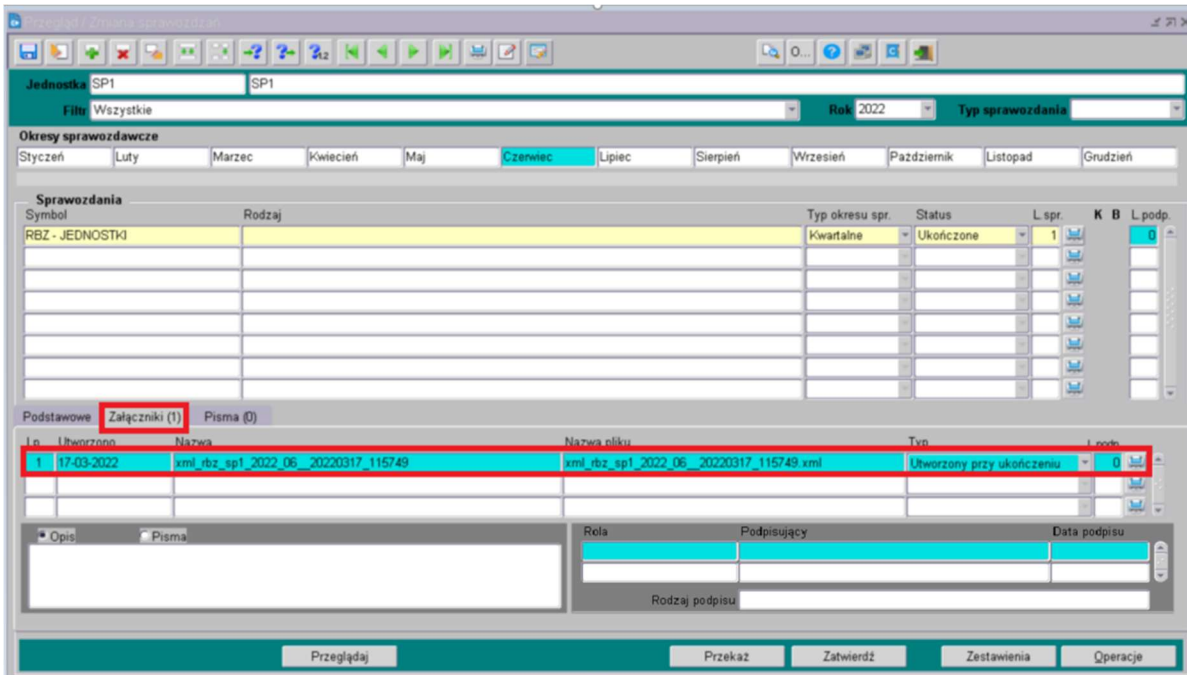 Przegląd / Zmiana sprawozdań
O...
Jednostka SP1 SP1
Filtr Wszystkie Rok 2022 Typ sprawozdania
Okresy sprawozdawcze
Styczeń Luty Marzec Kwiecień Maj Czerwiec Lipiec Sierpień Wrzesień Październik Listopad Grudzień
Sprawozdania
Symbol Rodzaj Typ okresu spr. Status L.spr. K B L.podp.
RBZ - JEDNOSTKI Kwartalne Ukończone 1 0
Podstawowe Załączniki (1) Pisma (0)
Lp. Utworzono Nazwa Nazwa pliku Typ L.podp.
1 17-03-2022 xml_rbz_sp1_2022_06__20220317_115749 xml_rbz_sp1_2022_06__20220317_115749.xml Utworzony przy ukończeniu 0
Opis Pisma
Rola Podpisujący Data podpisu
Rodzaj podpisu
Przeglądaj Przekaż Zatwierdź Zestawienia Operacje